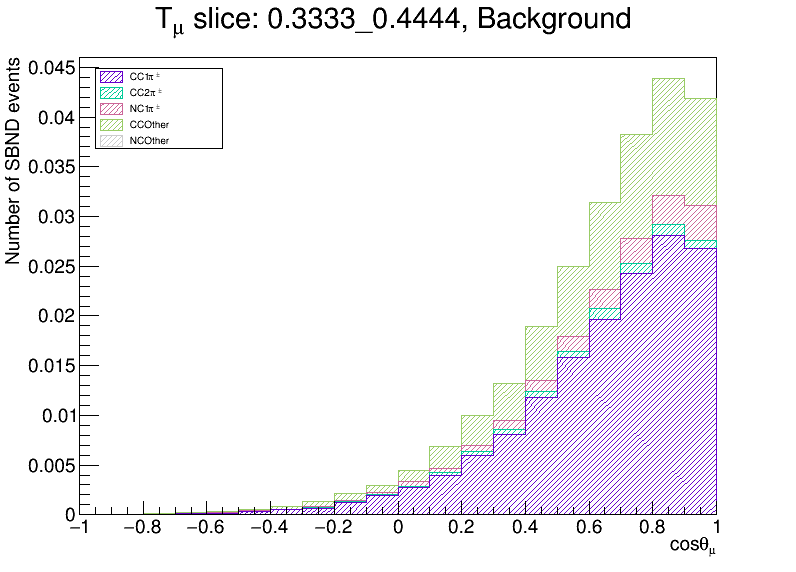 Tμ slice: 0.3333_0.4444, Background
Number of SBND events
0.045
0.04
0.035
0.03
0.025
0.02
0.015
0.01
0.005
0
CC1π ±
CC2π ±
NC1π ±
CCOther
NCOther
−1 −0.8 −0.6 −0.4 −0.2 0 0.2 0.4 0.6 0.8 1
cosθμ